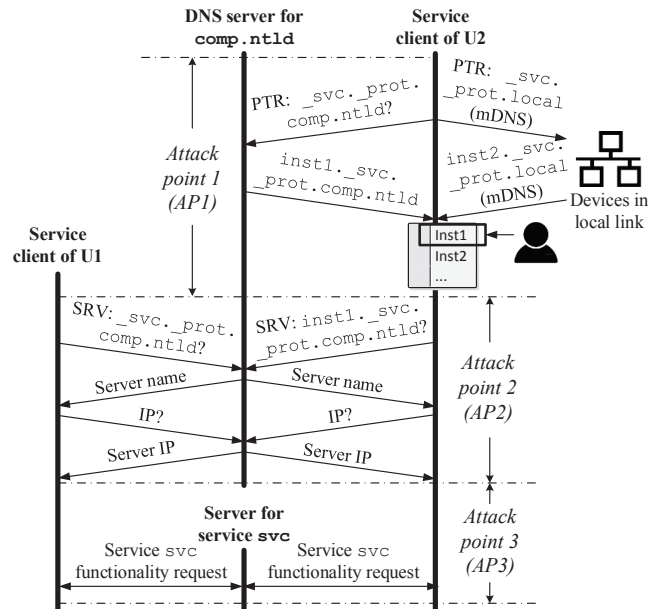 DNS server for
comp.ntld
Service
client of U2
PTR: _svc.
_prot.local
(mDNS)
PTR: _svc._prot.
comp.ntld?
Attack
point 1
(AP1)
inst1._svc.
_prot.comp.ntld
inst2._svc.
_prot.local
(mDNS)
Devices in
local link
Service
client of U1
Inst1
Inst2
...
SRV: _svc._prot.
comp.ntld?
SRV: inst1._svc.
_prot.comp.ntld?
Server name
Server name
Attack
point 2
(AP2)
IP?
IP?
Server IP
Server IP
Server for
service svc
Attack
point 3
(AP3)
Service svc
functionality request
Service svc
functionality request